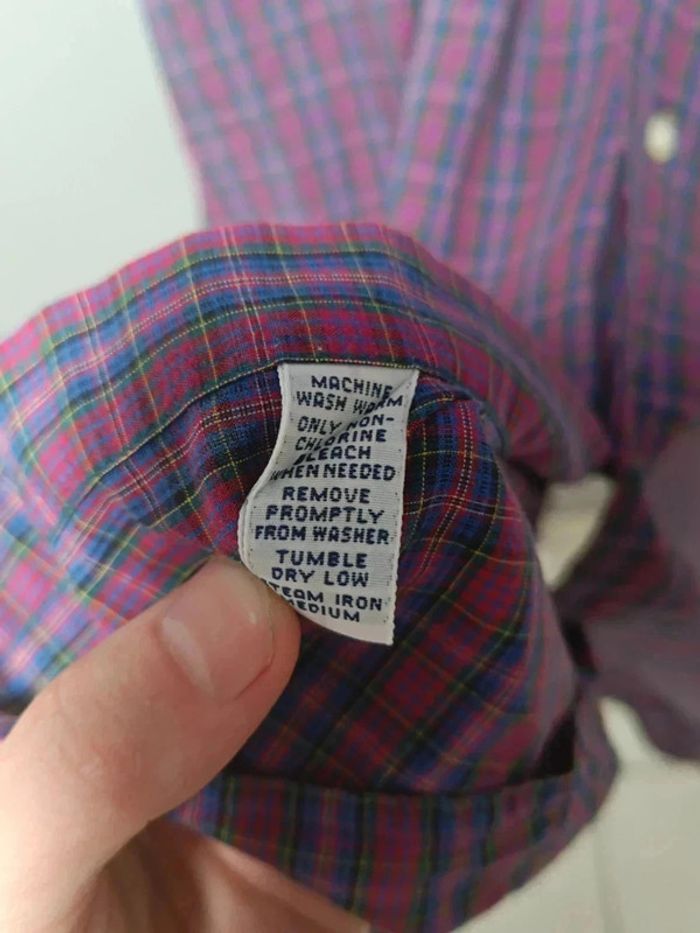 MACHINE
WASH WARM
ONLY NON-
CHLORINE
BLEACH
WHEN NEEDED
REMOVE
PROMPTLY
FROM WASHER
TUMBLE
DRY LOW
STEAM IRON
MEDIUM